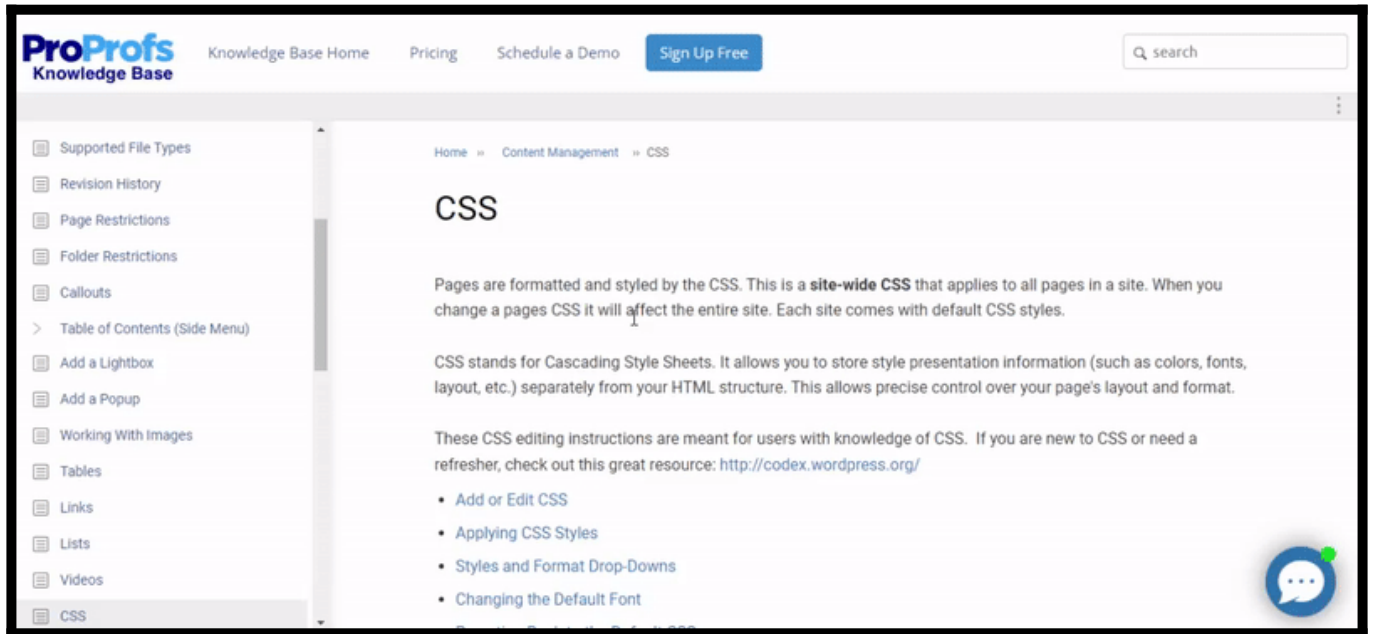 ProProfs
Knowledge Base
Knowledge Base Home
Pricing
Schedule a Demo
Sign Up Free
search
Supported File Types
Revision History
Page Restrictions
Folder Restrictions
Callouts
Table of Contents (Side Menu)
Add a Lightbox
Add a Popup
Working With Images
Tables
Links
Lists
Videos
CSS
Home » Content Management » CSS
CSS
Pages are formatted and styled by the CSS. This is a site-wide CSS that applies to all pages in a site. When you
change a pages CSS it will affect the entire site. Each site comes with default CSS styles.
CSS stands for Cascading Style Sheets. It allows you to store style presentation information (such as colors, fonts,
layout, etc.) separately from your HTML structure. This allows precise control over your page's layout and format.
These CSS editing instructions are meant for users with knowledge of CSS. If you are new to CSS or need a
refresher, check out this great resource: http://codex.wordpress.org/
• Add or Edit CSS
• Applying CSS Styles
• Styles and Format Drop-Downs
• Changing the Default Font